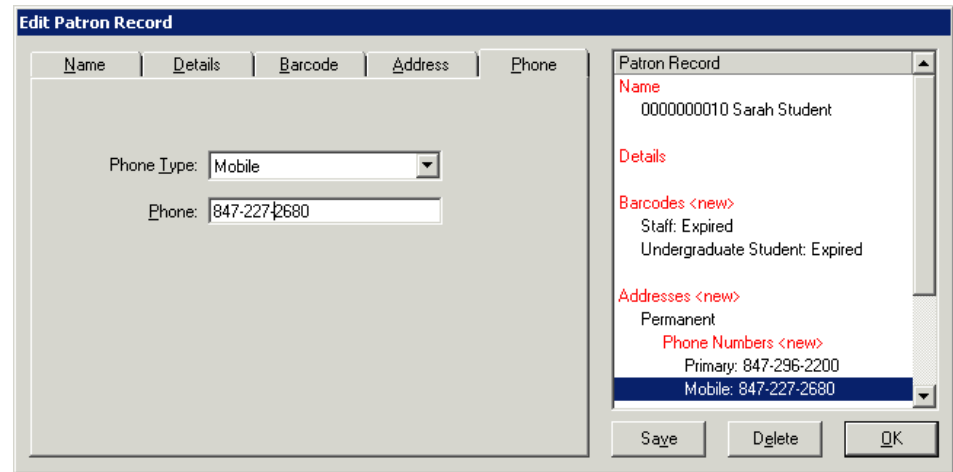 Edit Patron Record
Name Details Barcode Address Phone
Phone Type: Mobile
Phone: 847-227-2680
Patron Record
Name
0000000010 Sarah Student
Details
Barcodes <new>
Staff: Expired
Undergraduate Student: Expired
Addresses <new>
Permanent
Phone Numbers <new>
Primary: 847-296-2200
Mobile: 847-227-2680
Save Delete OK